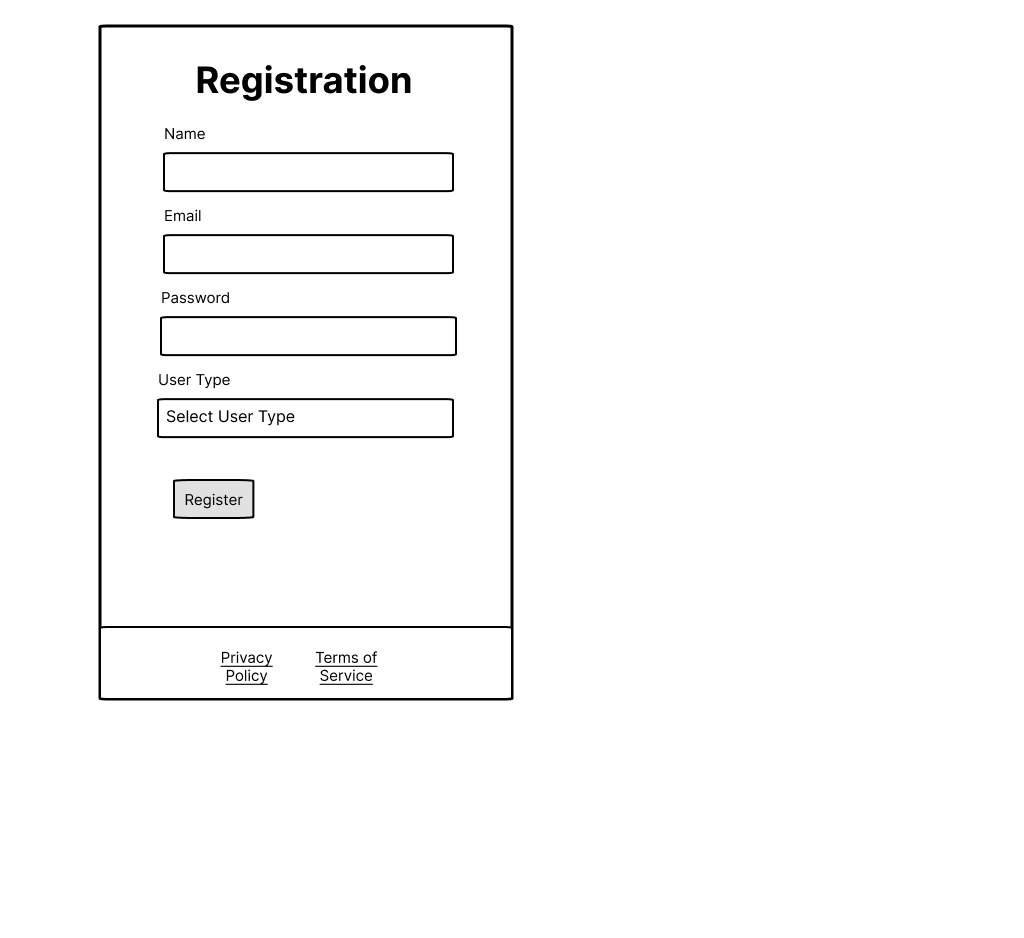 Registration
Name
Email
Password
User Type
Select User Type
Register
Privacy
Policy
Terms of
Service